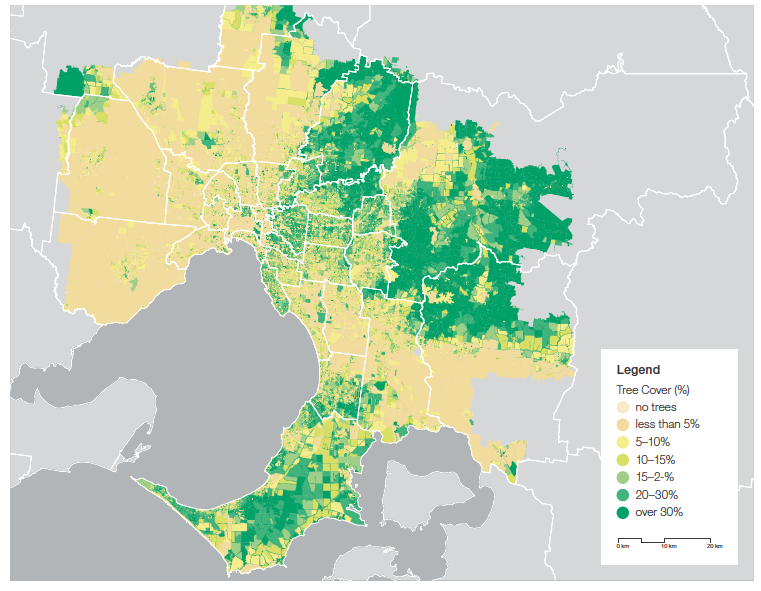 Legend
Tree Cover (%)
no trees
less than 5%
5–10%
10–15%
15–2-%
20–30%
over 30%
0 km 10 km 20 km